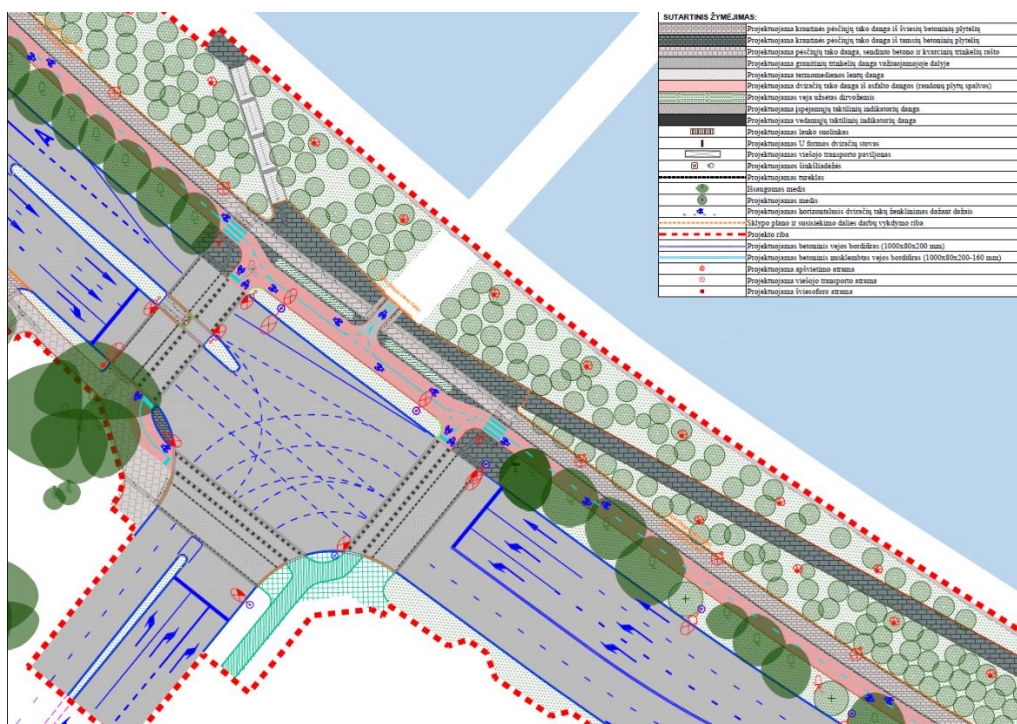 SUTARTINIS ŽYMĖJIMAS:
Projektuojama krantinės pėsčiųjų tako danga iš šviesių betoninių plytelių
Projektuojama krantinės pėsčiųjų tako danga iš tamsių betoninių plytelių
Projektuojama pėsčiųjų tako danga, sendinto betono ir kvarcinių trinkelių rašto
Projektuojama granitinių trinkelių danga važiuojamojoje dalyje
Projektuojama termomedienos lentų danga
Projektuojama dviračių tako danga iš asfalto dangos (raudonų plytų spalvos)
Projektuojamas veja užsėtas dirvožemis
Projektuojama įspėjamųjų taktilinių indikatorių danga
Projektuojama vedamųjų taktilinių indikatorių danga
Projektuojamas lauko suoliukas
Projektuojamas U formos dviračių stovas
Projektuojamas viešojo transporto paviljonas
Projektuojamos šiukšliadėžės
Projektuojamas turėklas
Išsaugomas medis
Projektuojamas medis
Projektuojamas horizontalusis dviračių takų ženklinimas dažant dažais
Sklypo plano ir susisiekimo dalies darbų vykdymo riba
Projekto riba
Projektuojamas betoninis vejos bordiūras (1000x80x200 mm)
Projektuojamas betoninis nusklembtas vejos bordiūras (1000x80x200-160 mm)
Projektuojama apšvietimo atrama
Projektuojama viešojo transporto atrama
Projektuojama šviesoforo atrama
A